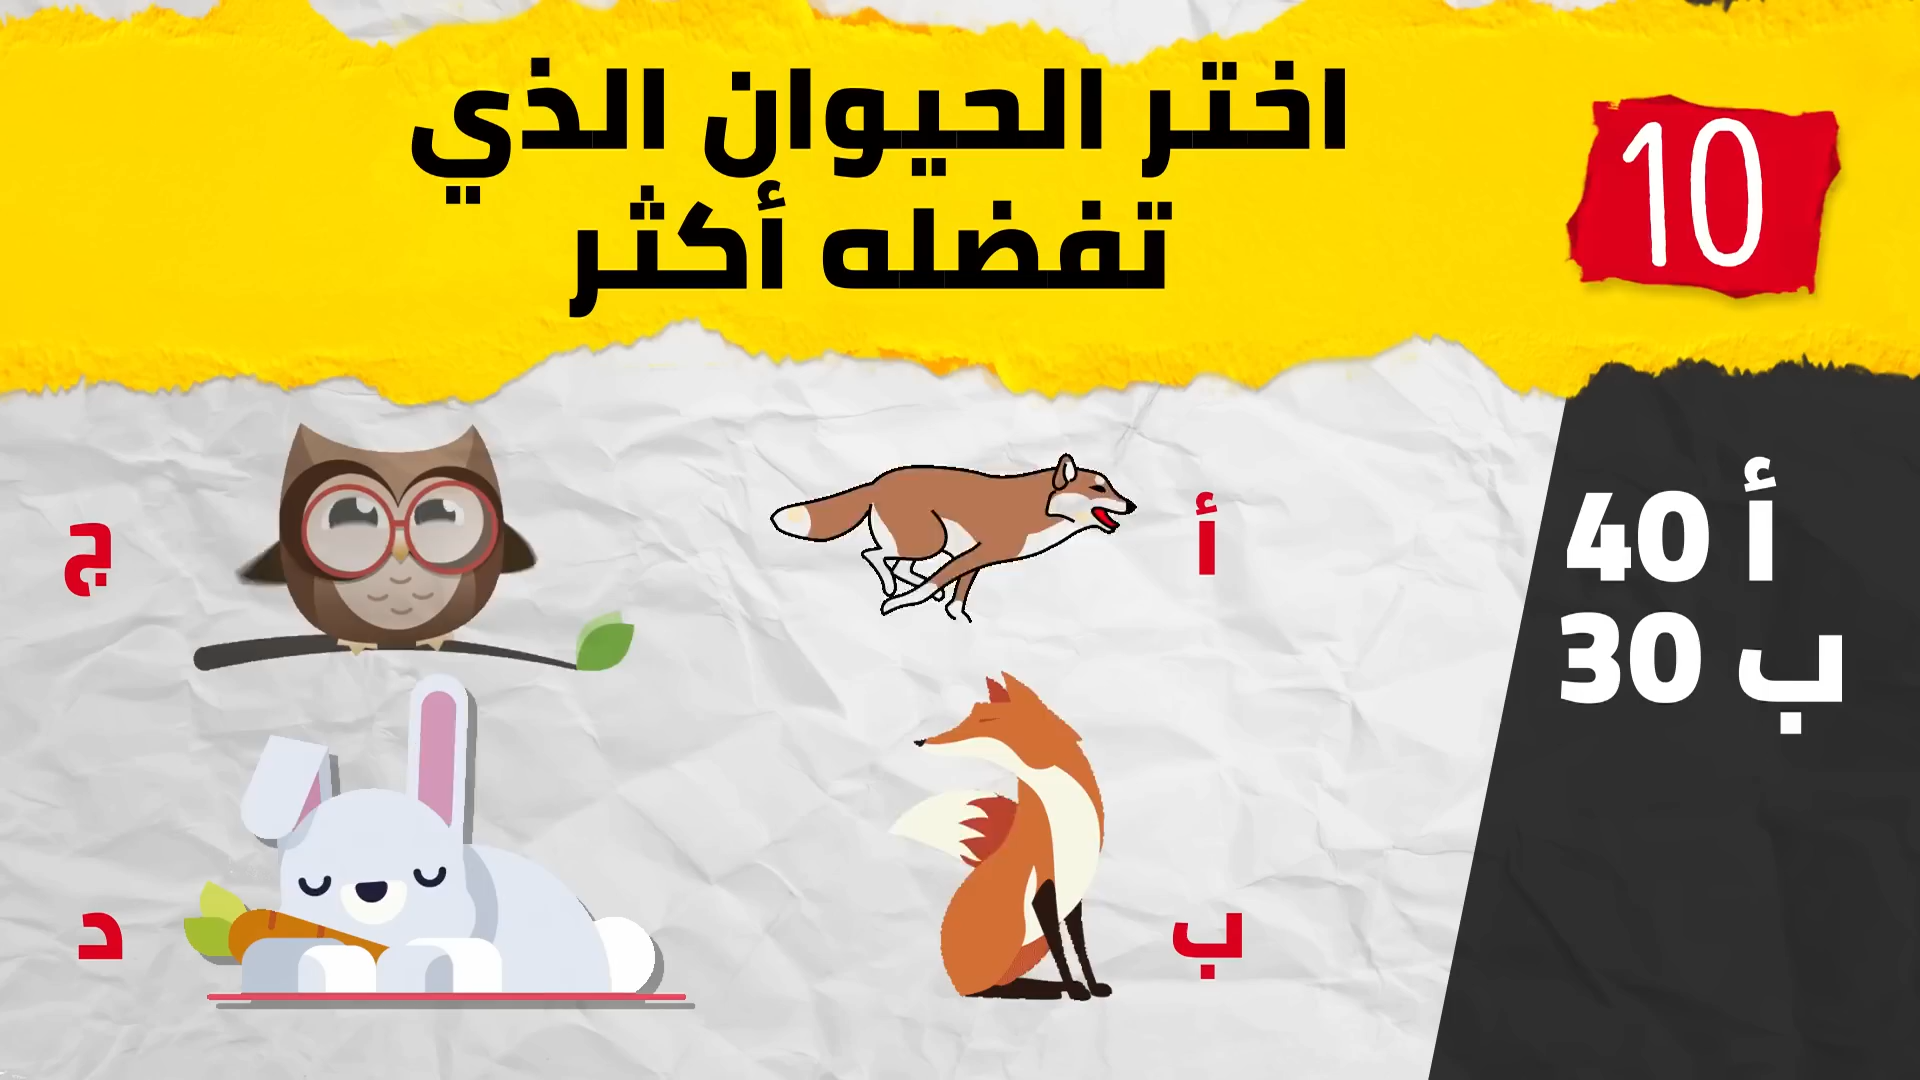 اختر الحيوان الذي
تفضله أكثر
10
أ
ج
ب
د
أ 40
ب 30